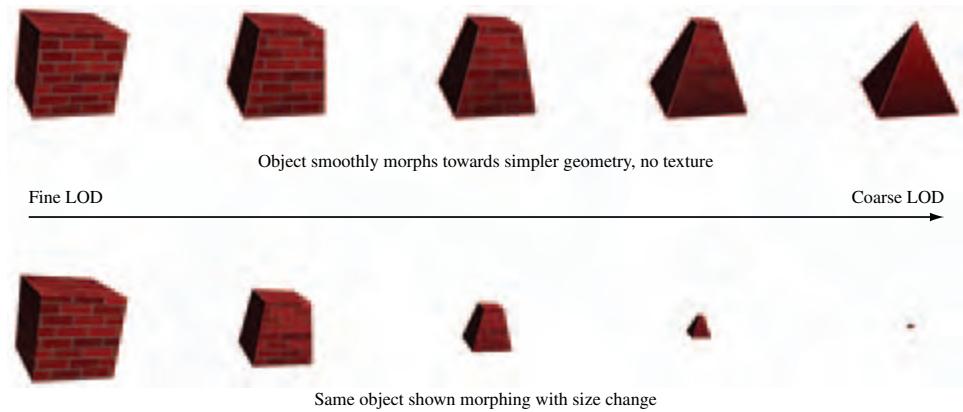 Object smoothly morphs towards simpler geometry, no texture
Fine LOD
Coarse LOD
Same object shown morphing with size change